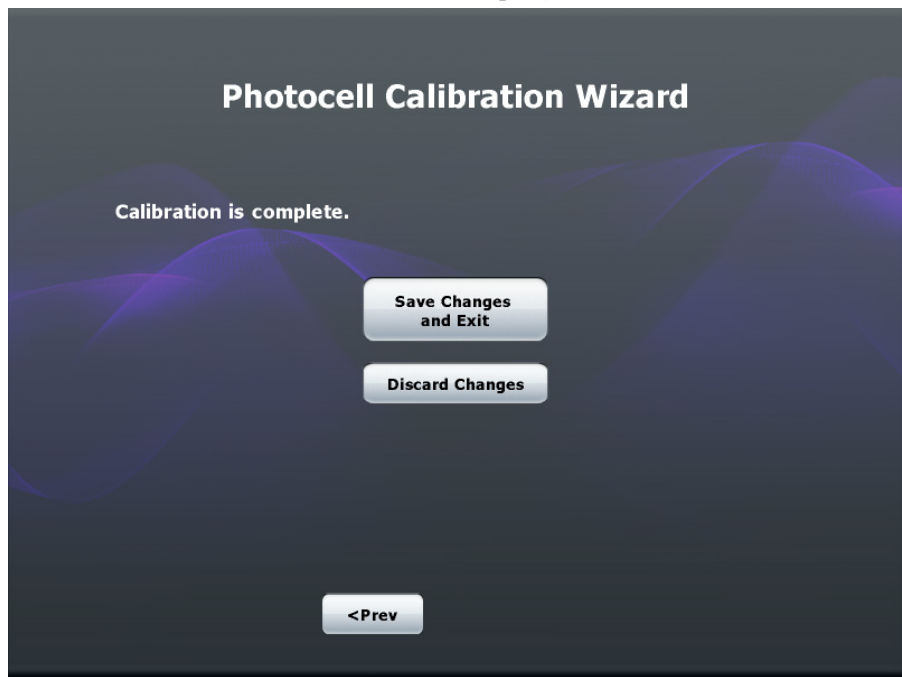 Photocell Calibration Wizard
Calibration is complete.
Save Changes
and Exit
Discard Changes
<Prev